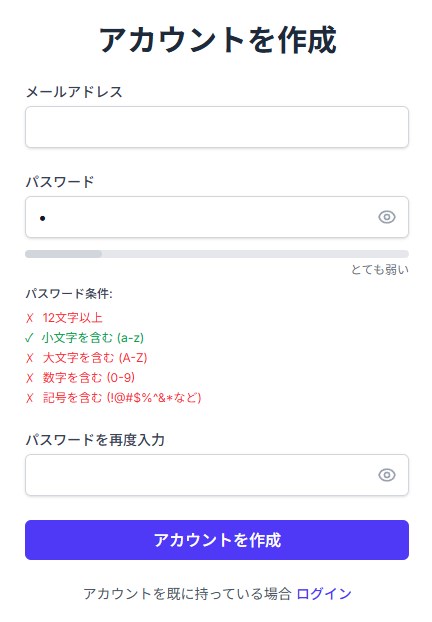 アカウントを作成
メールアドレス
パスワード
•
とても弱い
パスワード条件:
✗ 12文字以上
✓ 小文字を含む (a-z)
✗ 大文字を含む (A-Z)
✗ 数字を含む (0-9)
✗ 記号を含む (!@#$%^&*など)
パスワードを再度入力
アカウントを作成
アカウントを既に持っている場合 ログイン